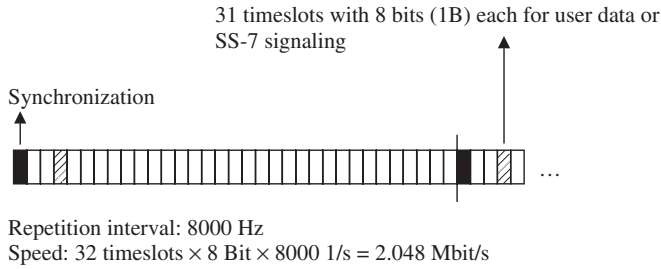 31 timeslots with 8 bits (1B) each for user data or
SS-7 signaling
Synchronization
...
Repetition interval: 8000 Hz
Speed: 32 timeslots × 8 Bit × 8000 1/s = 2.048 Mbit/s